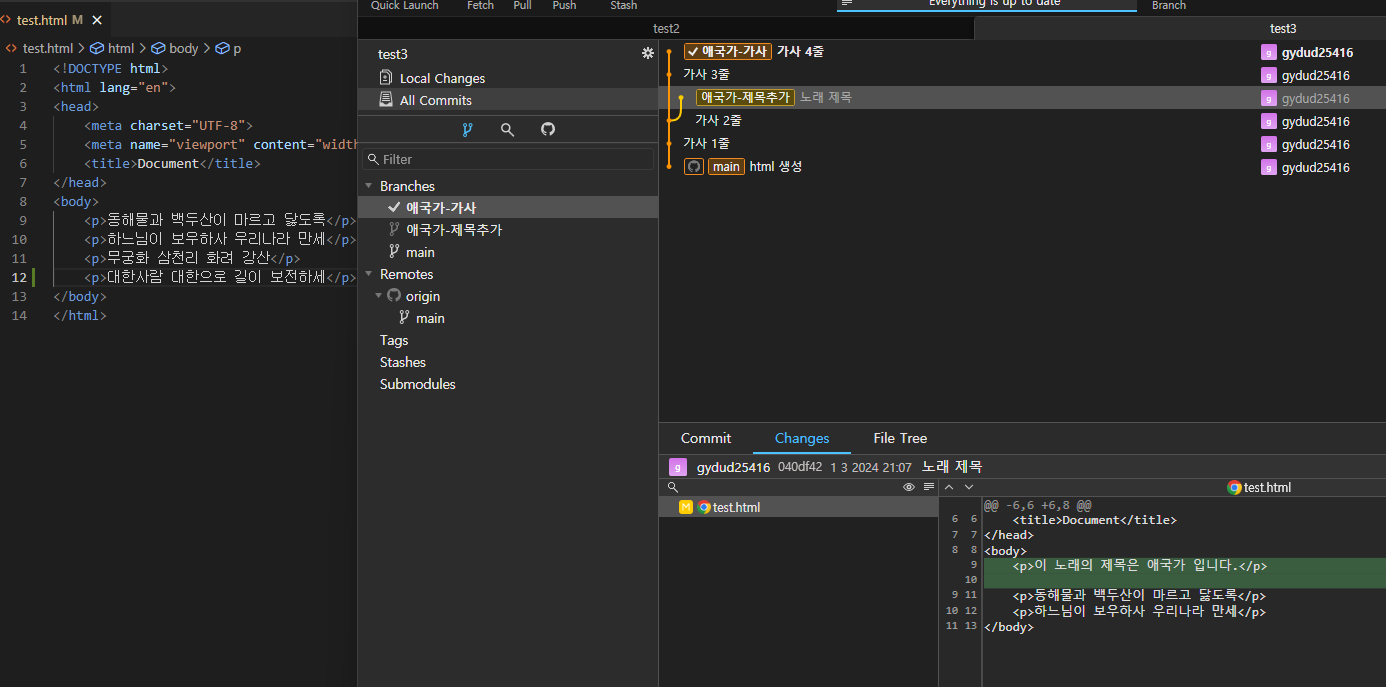 Quick Launch Fetch Pull Push Stash Everything is up to date Branch
test.html M
test2 test3
test.html > html > body > p
1 <!DOCTYPE html>
2 <html lang="en">
3 <head>
4 <meta charset="UTF-8">
5 <meta name="viewport" content="width
6 <title>Document</title>
7 </head>
8 <body>
9 <p>동해물과 백두산이 마르고 닳도록</p>
10 <p>하느님이 보우하사 우리나라 만세</p>
11 <p>무궁화 삼천리 화려 강산</p>
12 <p>대한사람 대한으로 길이 보전하세</p>
13 </body>
14 </html>
test3
Local Changes
All Commits
Filter
Branches
애국가-가사
애국가-제목추가
main
Remotes
origin
main
Tags
Stashes
Submodules
애국가-가사 가사 4줄 g gydud25416
가사 3줄 g gydud25416
애국가-제목추가 노래 제목 g gydud25416
가사 2줄 g gydud25416
가사 1줄 g gydud25416
main html 생성 g gydud25416
Commit Changes File Tree
g gydud25416 040df42 1 3 2024 21:07 노래 제목
test.html
M test.html
@@ -6,6 +6,8 @@
6 6 <title>Document</title>
7 7 </head>
8 8 <body>
9 <p>이 노래의 제목은 애국가 입니다.</p>
10
9 11 <p>동해물과 백두산이 마르고 닳도록</p>
10 12 <p>하느님이 보우하사 우리나라 만세</p>
11 13 </body>